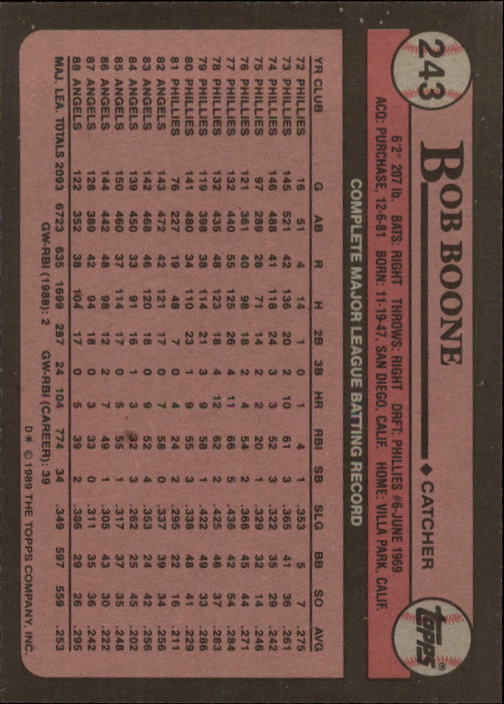 243
BOB BOONE ♦ CATCHER
TOPPS®
6'2" 207 lb. BATS: RIGHT THROWS: RIGHT DRFT: PHILLIES #6-JUNE 1969
ACQ: PURCHASE, 12-6-81 BORN: 11-19-47, SAN DIEGO, CALIF. HOME: VILLA PARK, CALIF.
COMPLETE MAJOR LEAGUE BATTING RECORD
YR CLUB G AB R H 2B 3B HR RBI SB SLG BB SO AVG
72 PHILLIES 16 51 4 14 1 0 1 4 1 .353 5 7 .275
73 PHILLIES 145 521 42 136 20 2 10 61 3 .365 41 36 .261
74 PHILLIES 146 488 41 118 24 3 3 52 3 .322 35 29 .242
75 PHILLIES 97 289 28 71 14 2 2 20 1 .329 32 14 .246
76 PHILLIES 121 361 40 98 18 2 4 54 2 .366 45 44 .271
77 PHILLIES 132 440 55 125 26 4 11 66 5 .436 42 54 .284
78 PHILLIES 132 435 48 123 18 4 12 62 2 .425 46 37 .283
79 PHILLIES 119 398 38 114 21 3 9 58 1 .422 49 33 .286
80 PHILLIES 141 480 34 110 23 1 9 55 3 .338 48 41 .229
81 PHILLIES 76 227 19 48 7 0 4 24 2 .295 22 16 .211
82 ANGELS 143 472 42 121 17 0 7 58 0 .337 39 34 .256
83 ANGELS 142 468 46 120 18 0 9 52 4 .353 24 42 .256
84 ANGELS 139 450 33 91 16 1 3 32 3 .262 25 45 .202
85 ANGELS 150 460 37 114 17 0 5 55 1 .317 37 35 .248
86 ANGELS 144 442 48 98 12 2 7 49 1 .305 43 30 .222
87 ANGELS 128 389 42 94 18 0 3 33 0 .311 35 36 .242
88 ANGELS 122 352 38 104 17 0 5 39 2 .386 29 26 .295
MAJ. LEA. TOTALS 2093 6723 635 1699 287 24 104 774 34 .349 597 559 .253
GW-RBI (1988): 2 GW-RBI (CAREER): 39
D* © 1989 THE TOPPS COMPANY, INC.